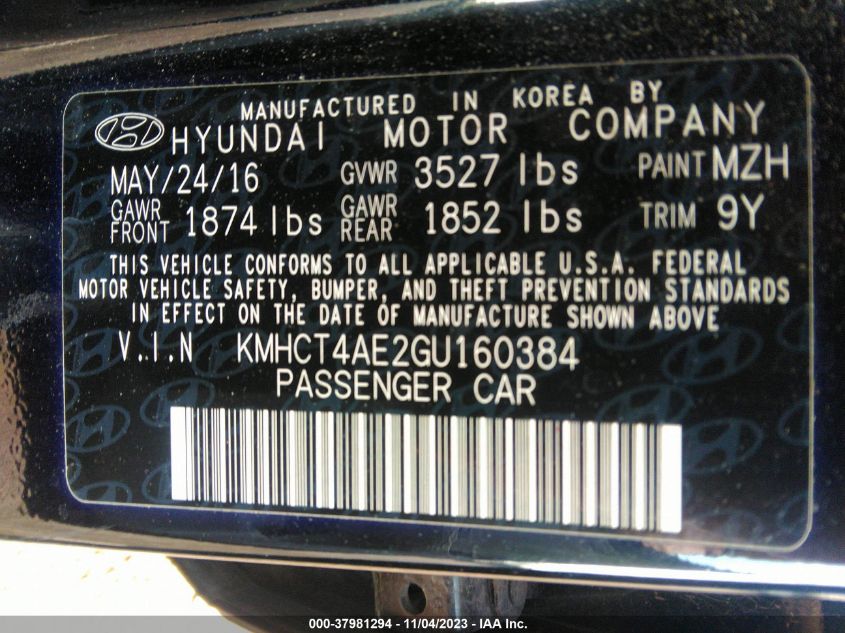 MANUFACTURED IN KOREA BY
HYUNDAI MOTOR COMPANY
MAY/24/16 GVWR 3527 lbs PAINT MZH
GAWR FRONT 1874 lbs GAWR REAR 1852 lbs TRIM 9Y
THIS VEHICLE CONFORMS TO ALL APPLICABLE U.S.A. FEDERAL
MOTOR VEHICLE SAFETY, BUMPER, AND THEFT PREVENTION STANDARDS
IN EFFECT ON THE DATE OF MANUFACTURE SHOWN ABOVE
V.I.N KMHCT4AE2GU160384
PASSENGER CAR
000-37981294 - 11/04/2023 - IAA Inc.